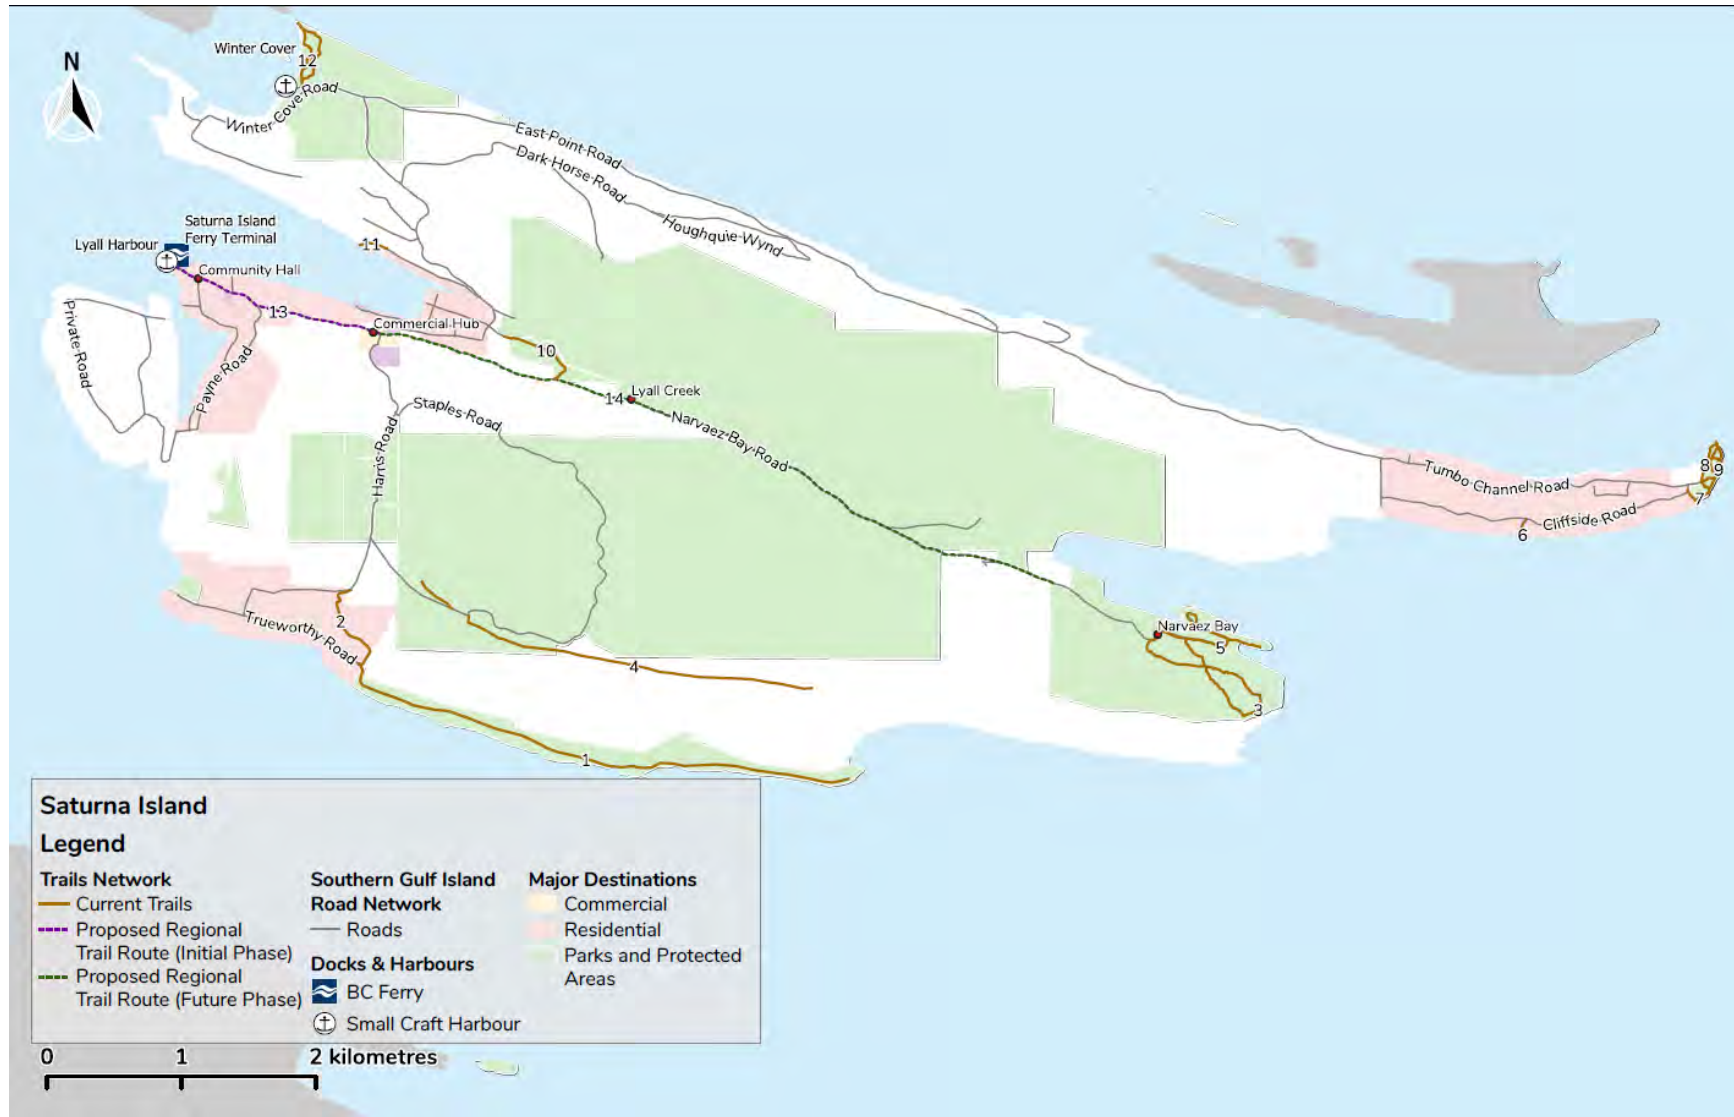 Winter Cover
12
N
Winter Cove Road
East Point Road
Dark Horse Road
Houghquie Wynd
Saturna Island
Ferry Terminal
Lyall Harbour
11
Community Hall
13
Commercial Hub
Private Road
Payne Road
10
14
Lyall Creek
Staples Road
Narvaez Bay Road
Harris Road
Tumbo Channel Road
8
9
7
Cliffside Road
6
2
Trueworthy Road
Narvaez Bay
5
4
3
1
Saturna Island
Legend
Trails Network
Current Trails
Proposed Regional
Trail Route (Initial Phase)
Proposed Regional
Trail Route (Future Phase)
Southern Gulf Island
Road Network
Roads
Docks & Harbours
BC Ferry
Small Craft Harbour
Major Destinations
Commercial
Residential
Parks and Protected
Areas
0 1 2 kilometres